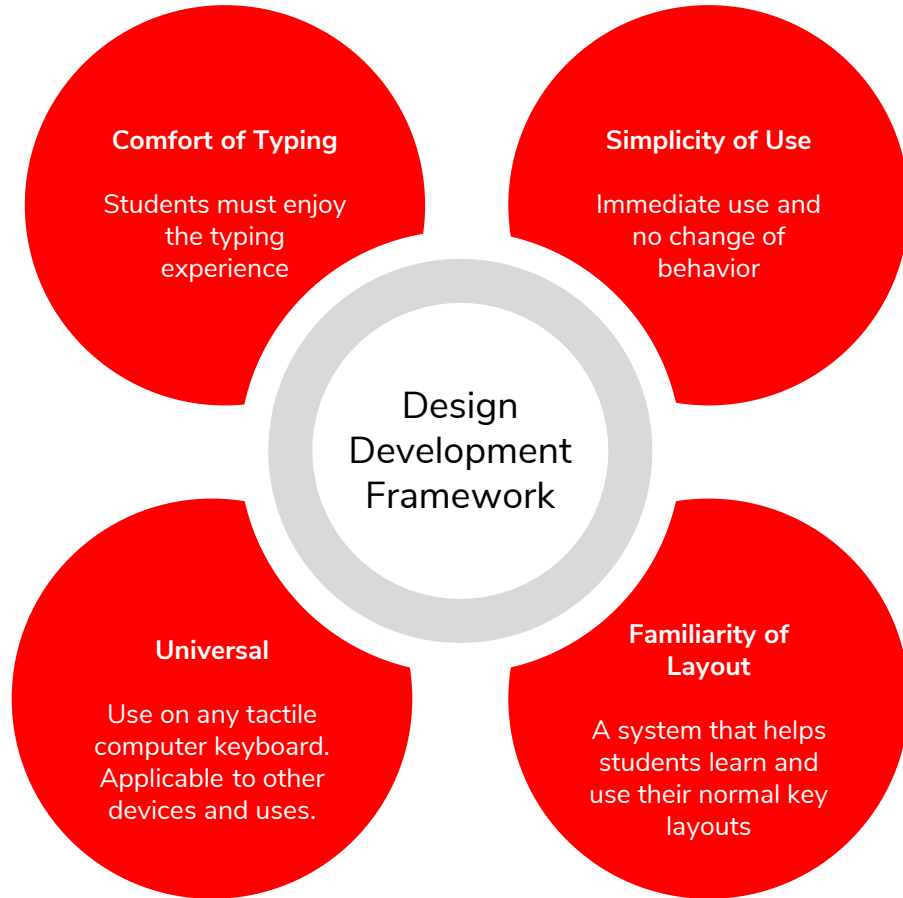 Comfort of Typing
Students must enjoy
the typing
experience
Simplicity of Use
Immediate use and
no change of
behavior
Design
Development
Framework
Universal
Use on any tactile
computer keyboard.
Applicable to other
devices and uses.
Familiarity of
Layout
A system that helps
students learn and
use their normal key
layouts